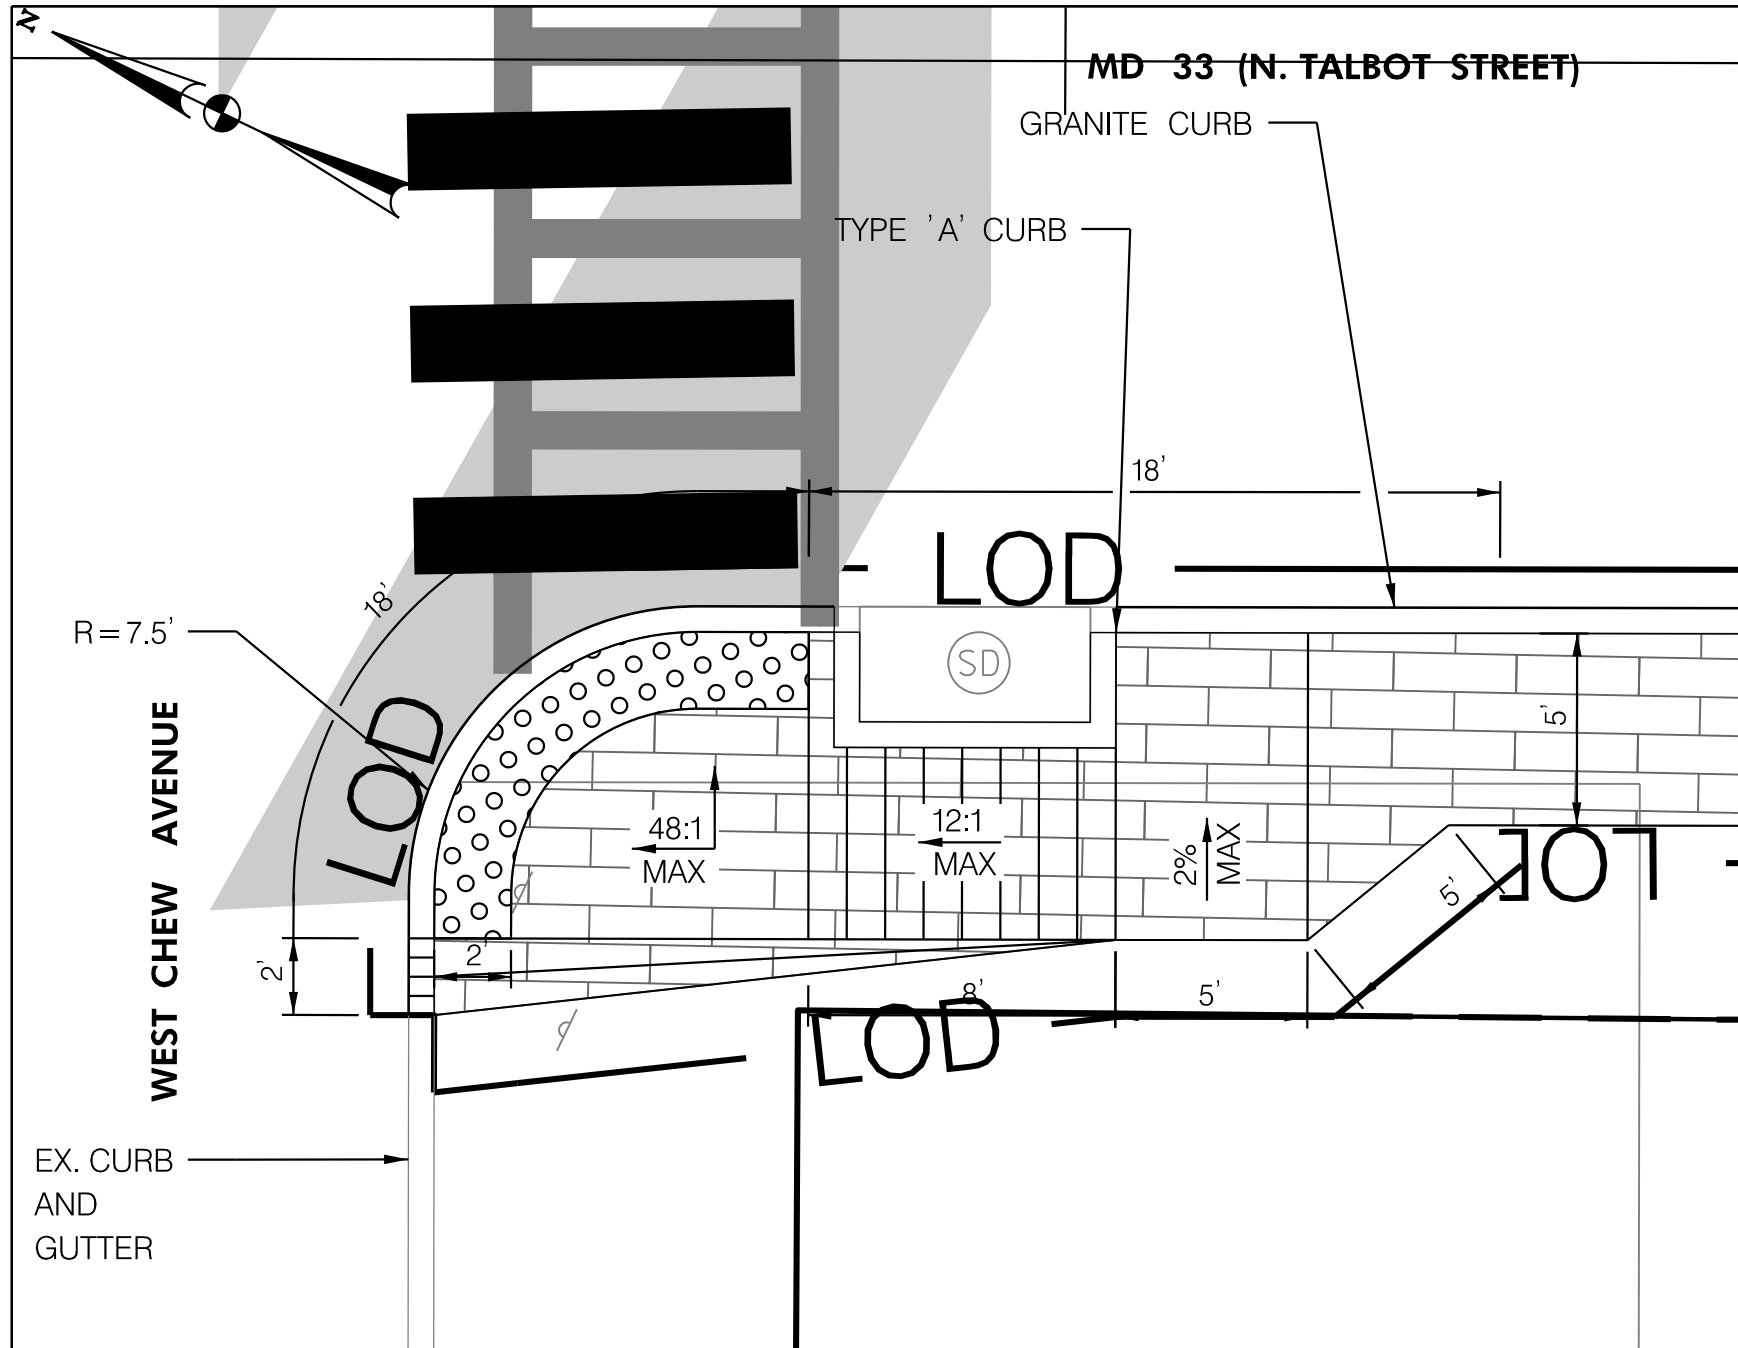 N
MD 33 (N. TALBOT STREET)
GRANITE CURB
TYPE 'A' CURB
18'
LOD
18'
R=7.5'
SD
LOD
5'
WEST CHEW AVENUE
48:1
MAX
12:1
MAX
2%
MAX
LOD
5'
2'
2'
8'
5'
LOD
EX. CURB
AND
GUTTER